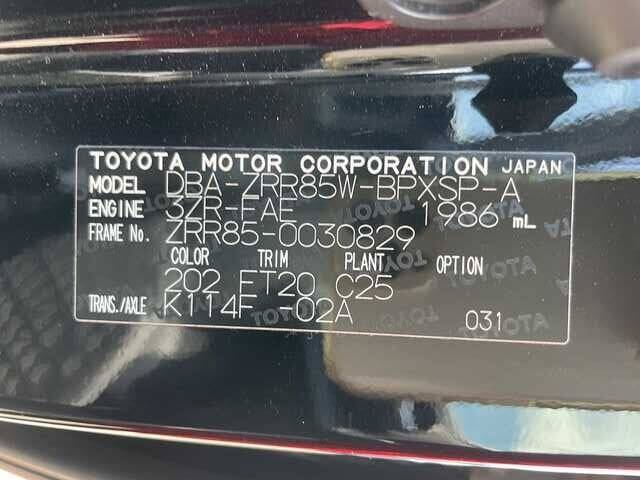 TOYOTA MOTOR CORPORATION JAPAN
MODEL DBA-ZRR85W-BPXSP-A
ENGINE 3ZR-FAE 1986 mL
FRAME No. ZRR85-0030829
COLOR TRIM PLANT OPTION
202 FT20 C25
TRANS./AXLE K114F -02A 031